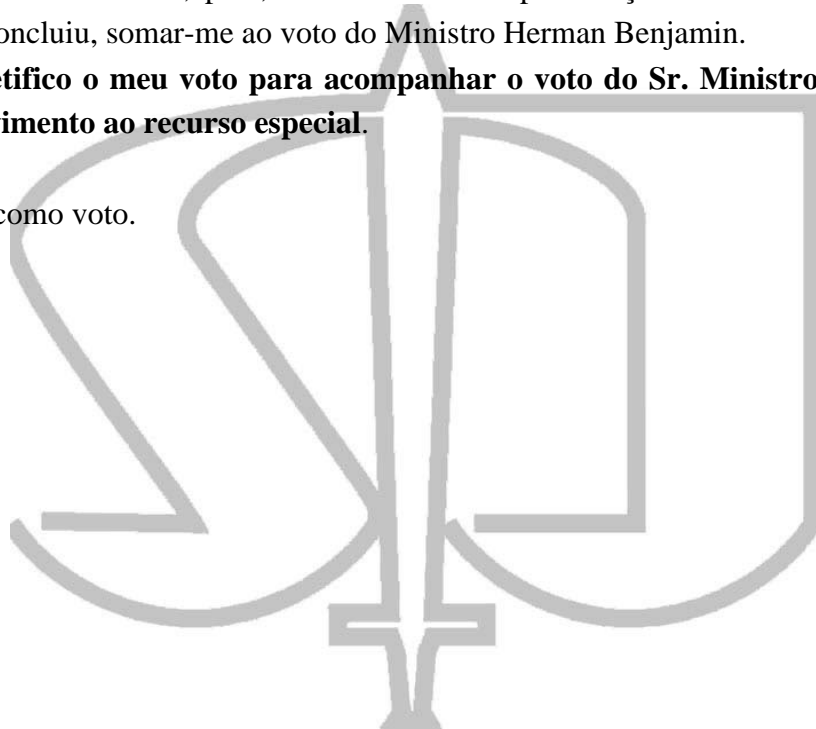 oncluiu, somar-me ao voto do Ministro Herman Benjamin.
etifico o meu voto para acompanhar o voto do Sr. Ministro
vimento ao recurso especial.
como voto.